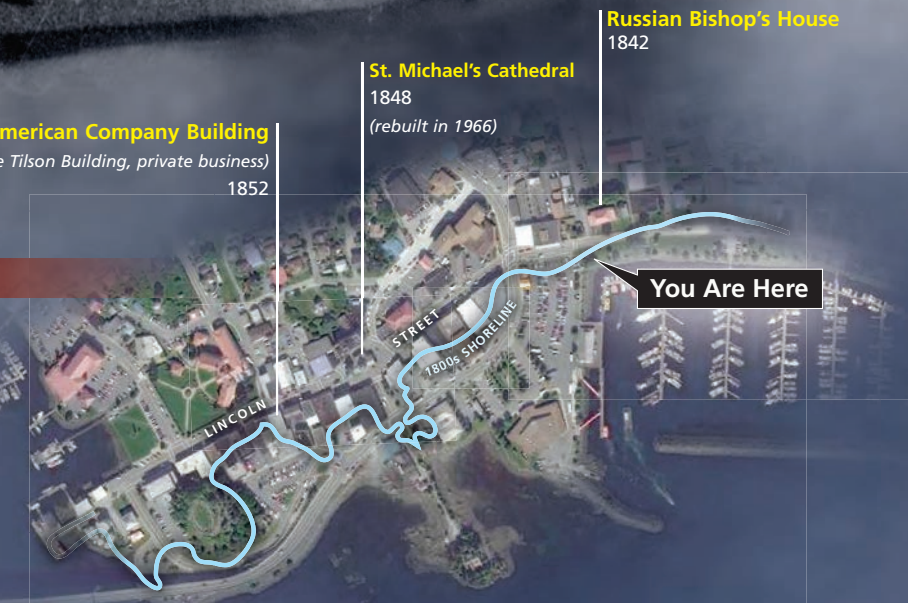 Russian Bishop's House
1842
St. Michael's Cathedral
1848
(rebuilt in 1966)
American Company Building
Tilson Building, private business)
1852
You Are Here
LINCOLN STREET
1800s SHORELINE